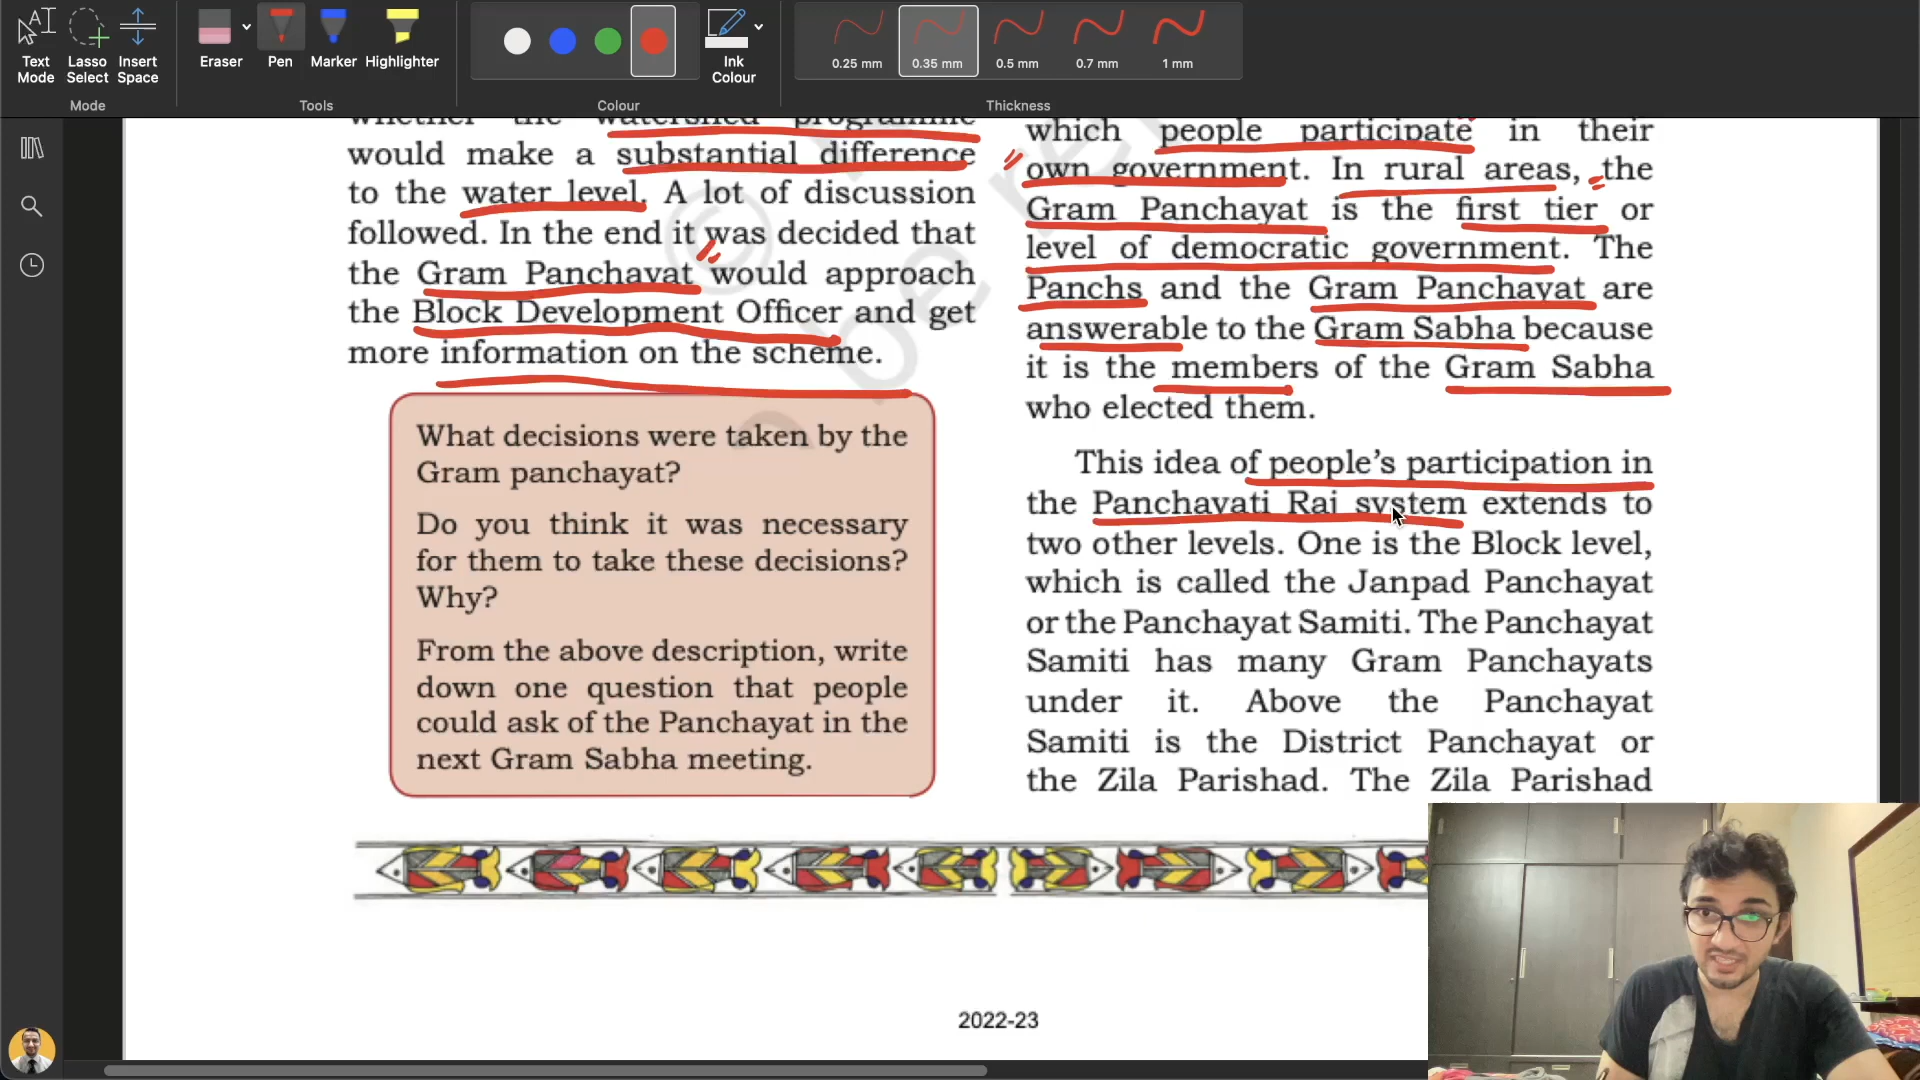 Text
Mode
Lasso
Select
Insert
Space
Eraser
Pen
Marker
Highlighter
Ink
Colour
0.25 mm
0.35 mm
0.5 mm
0.7 mm
1 mm
Mode
Tools
Colour
Thickness
whether the watershed programme
would make a substantial difference
to the water level. A lot of discussion
followed. In the end it was decided that
the Gram Panchayat would approach
the Block Development Officer and get
more information on the scheme.
What decisions were taken by the
Gram panchayat?
Do you think it was necessary
for them to take these decisions?
Why?
From the above description, write
down one question that people
could ask of the Panchayat in the
next Gram Sabha meeting.
which people participate in their
own government. In rural areas, the
Gram Panchayat is the first tier or
level of democratic government. The
Panchs and the Gram Panchayat are
answerable to the Gram Sabha because
it is the members of the Gram Sabha
who elected them.
This idea of people’s participation in
the Panchayati Raj system extends to
two other levels. One is the Block level,
which is called the Janpad Panchayat
or the Panchayat Samiti. The Panchayat
Samiti has many Gram Panchayats
under it. Above the Panchayat
Samiti is the District Panchayat or
the Zila Parishad. The Zila Parishad
2022-23